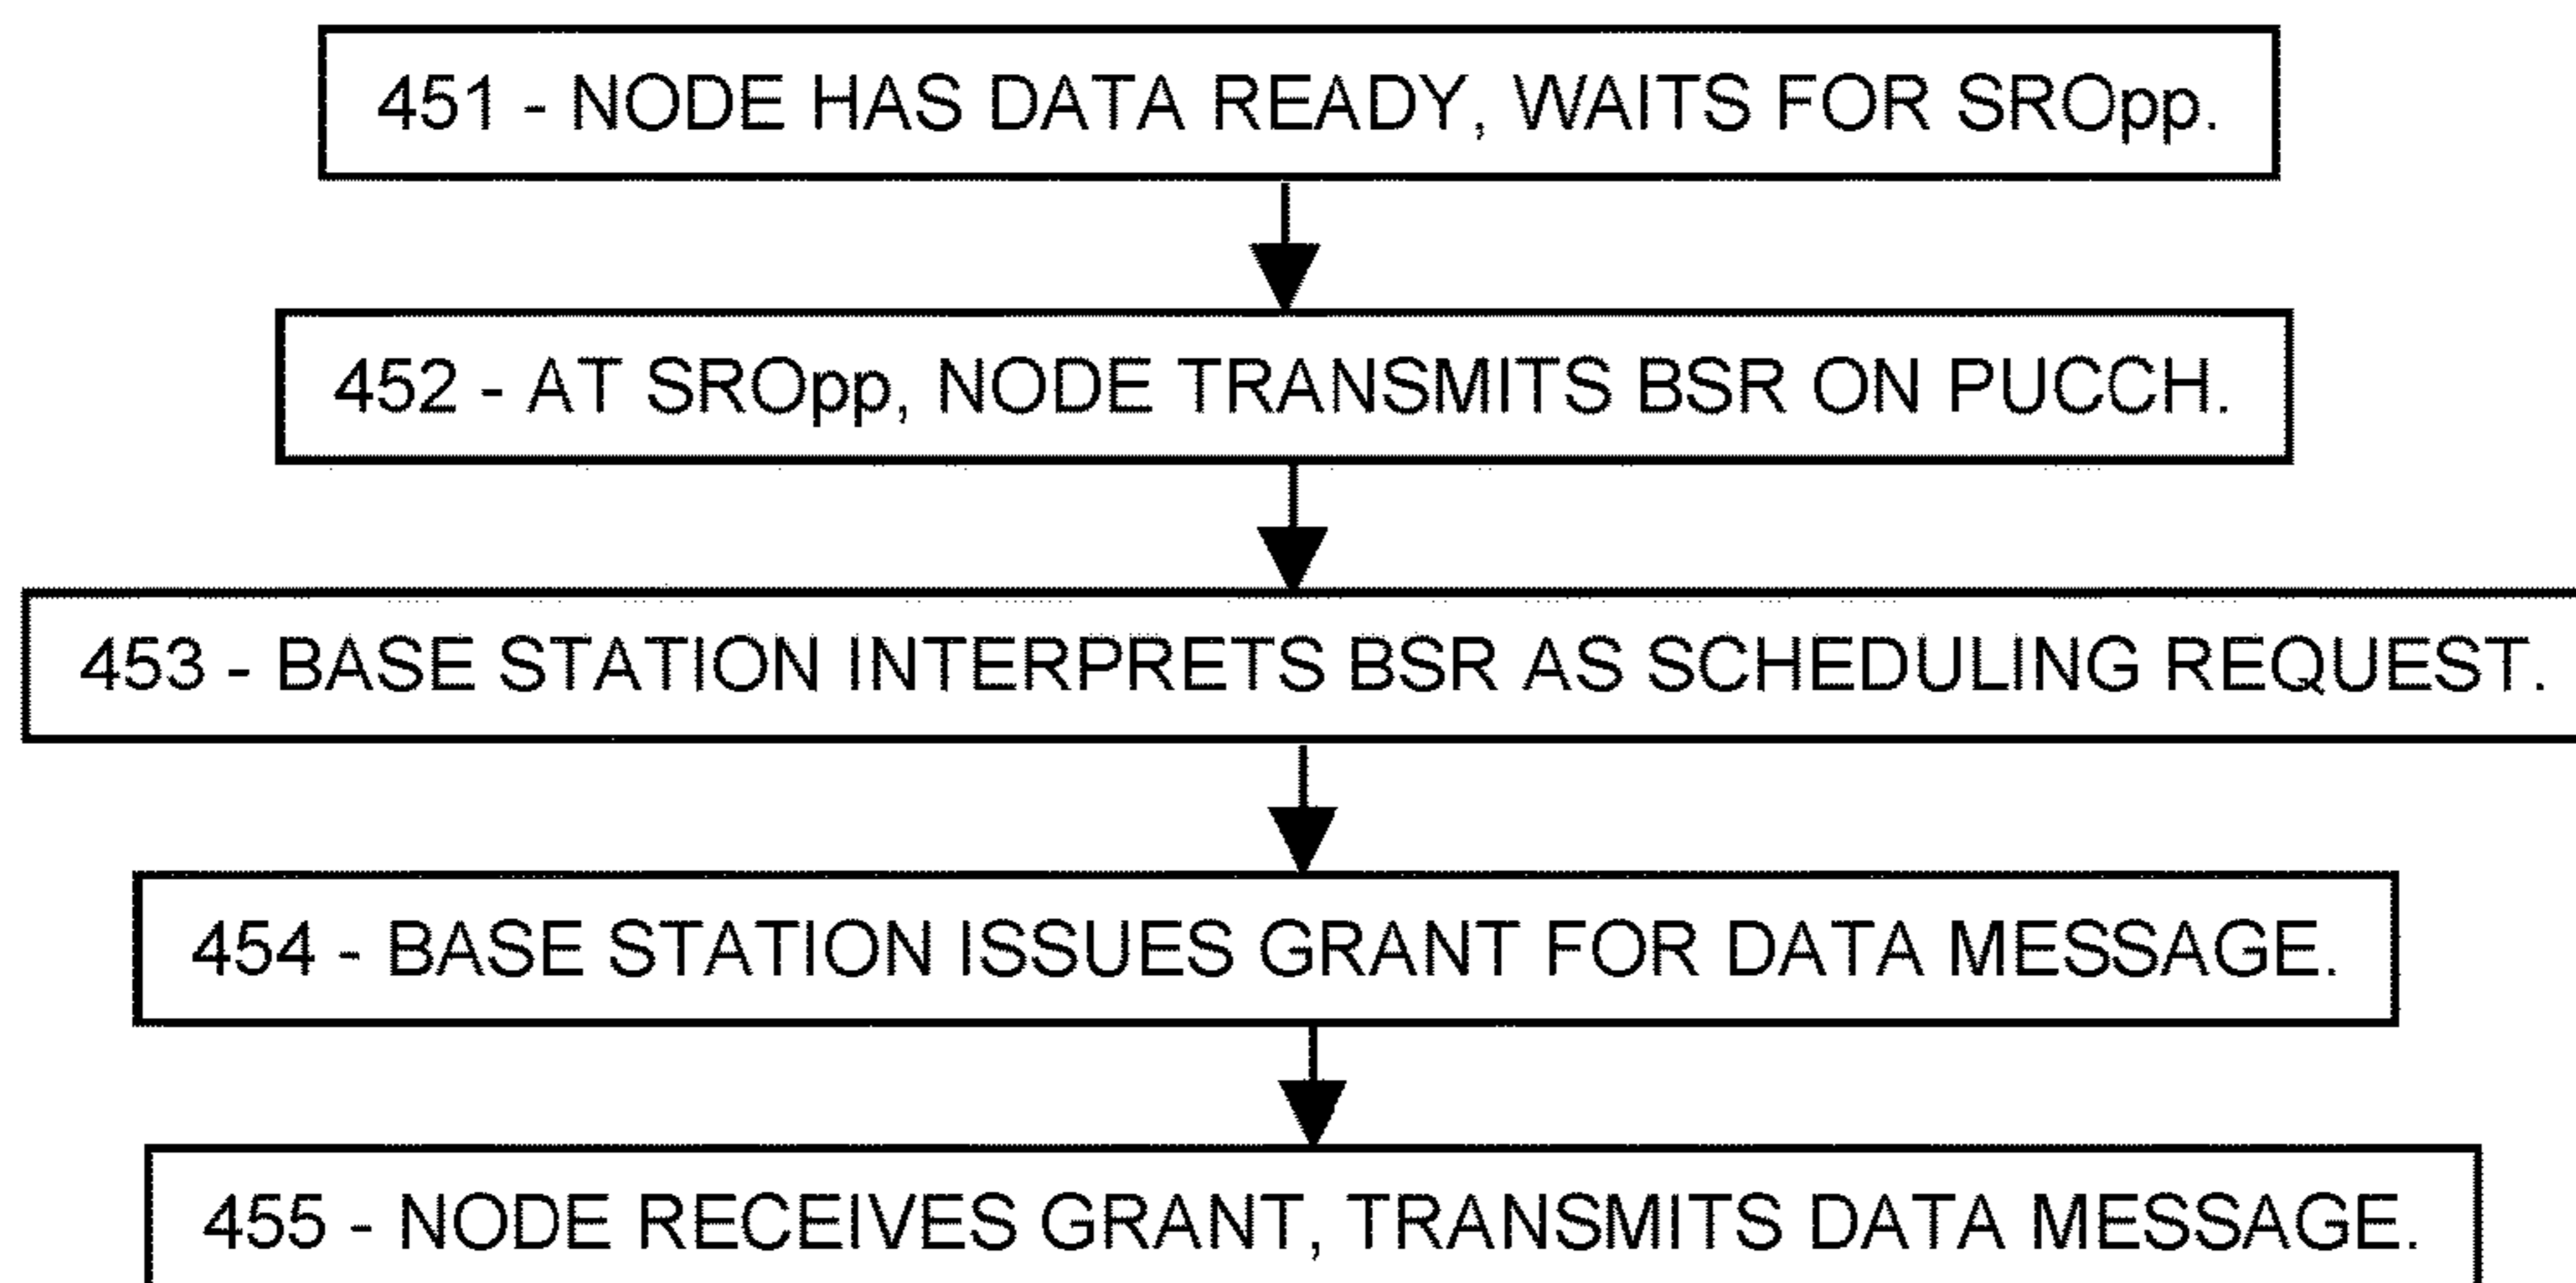 451 - NODE HAS DATA READY, WAITS FOR SROpp.
452 - AT SROpp, NODE TRANSMITS BSR ON PUCCH.
453 - BASE STATION INTERPRETS BSR AS SCHEDULING REQUEST.
454 - BASE STATION ISSUES GRANT FOR DATA MESSAGE.
455 - NODE RECEIVES GRANT, TRANSMITS DATA MESSAGE.